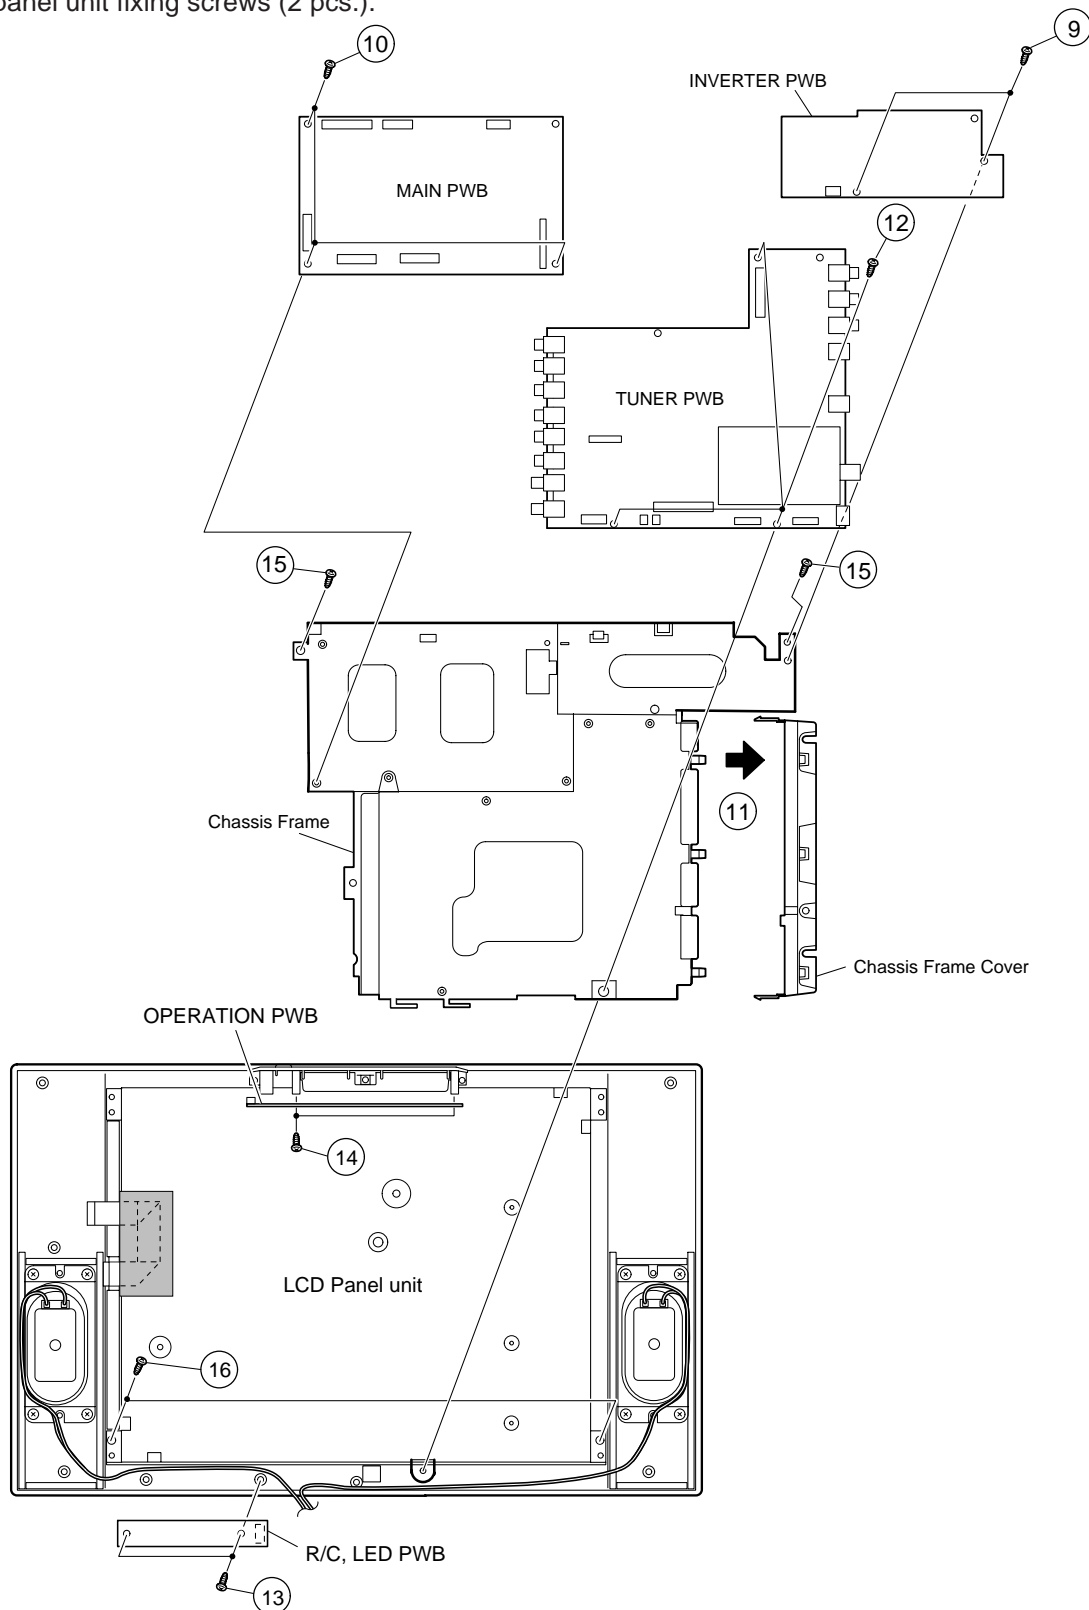 panel unit fixing screws (2 pcs.).
10
9
INVERTER PWB
MAIN PWB
12
TUNER PWB
15
15
11
Chassis Frame
Chassis Frame Cover
OPERATION PWB
14
LCD Panel unit
16
R/C, LED PWB
13